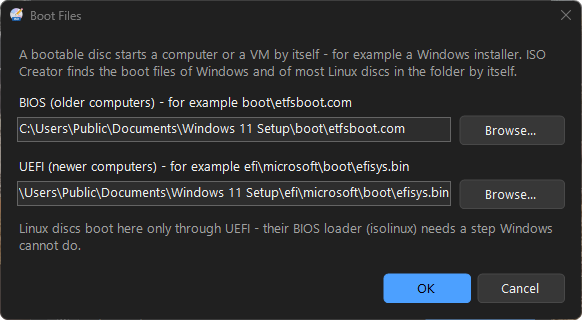 Boot Files
A bootable disc starts a computer or a VM by itself - for example a Windows installer. ISO
Creator finds the boot files of Windows and of most Linux discs in the folder by itself.
BIOS (older computers) - for example boot\etfsboot.com
C:\Users\Public\Documents\Windows 11 Setup\boot\etfsboot.com
Browse...
UEFI (newer computers) - for example efi\microsoft\boot\efisys.bin
\Users\Public\Documents\Windows 11 Setup\efi\microsoft\boot\efisys.bin
Browse...
Linux discs boot here only through UEFI - their BIOS loader (isolinux) needs a step Windows
cannot do.
OK
Cancel